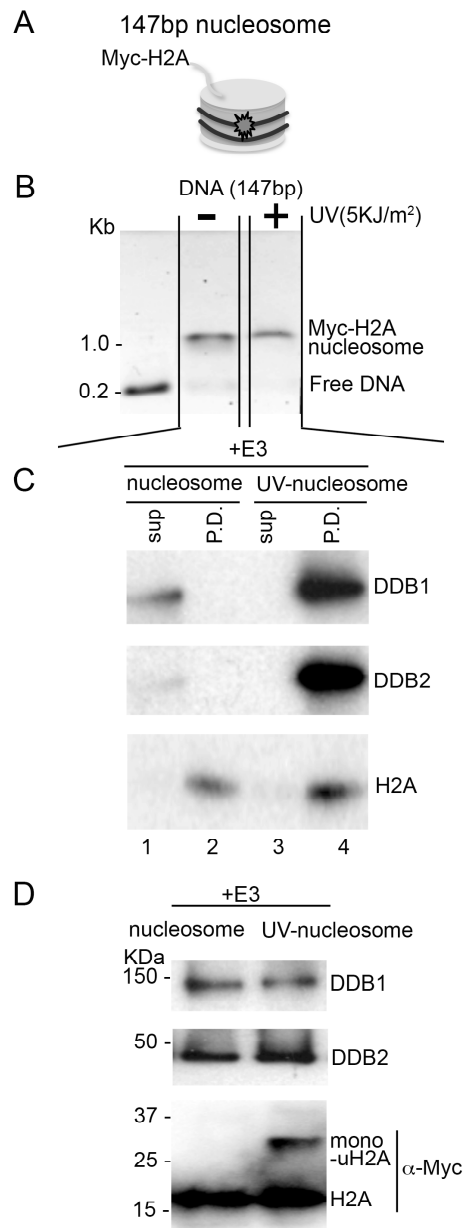 A
147bp nucleosome
Myc-H2A
B
DNA (147bp)
Kb
- + UV(5KJ/m²)
1.0 -
Myc-H2A
nucleosome
0.2 -
Free DNA
+E3
C
nucleosome UV-nucleosome
sup P.D. sup P.D.
DDB1
DDB2
H2A
1 2 3 4
D
+E3
nucleosome UV-nucleosome
KDa
150 - DDB1
50 -
DDB2
37 -
mono
-uH2A
25 -
α-Myc
H2A
15 -